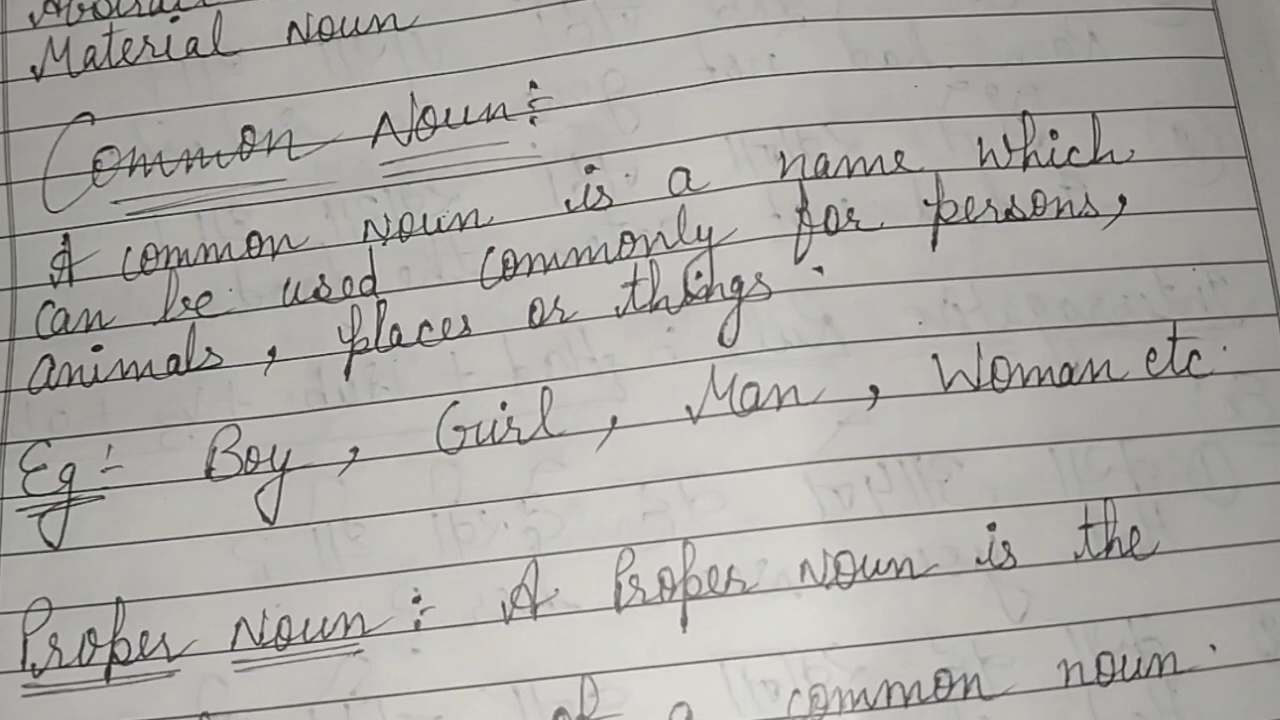 Material Noun
Common Noun:
A common noun is a name which
can be used commonly for persons,
animals, places or things.
Eg:- Boy, Girl, Man, Woman etc.
Proper Noun: A Proper noun is the
of a common noun.